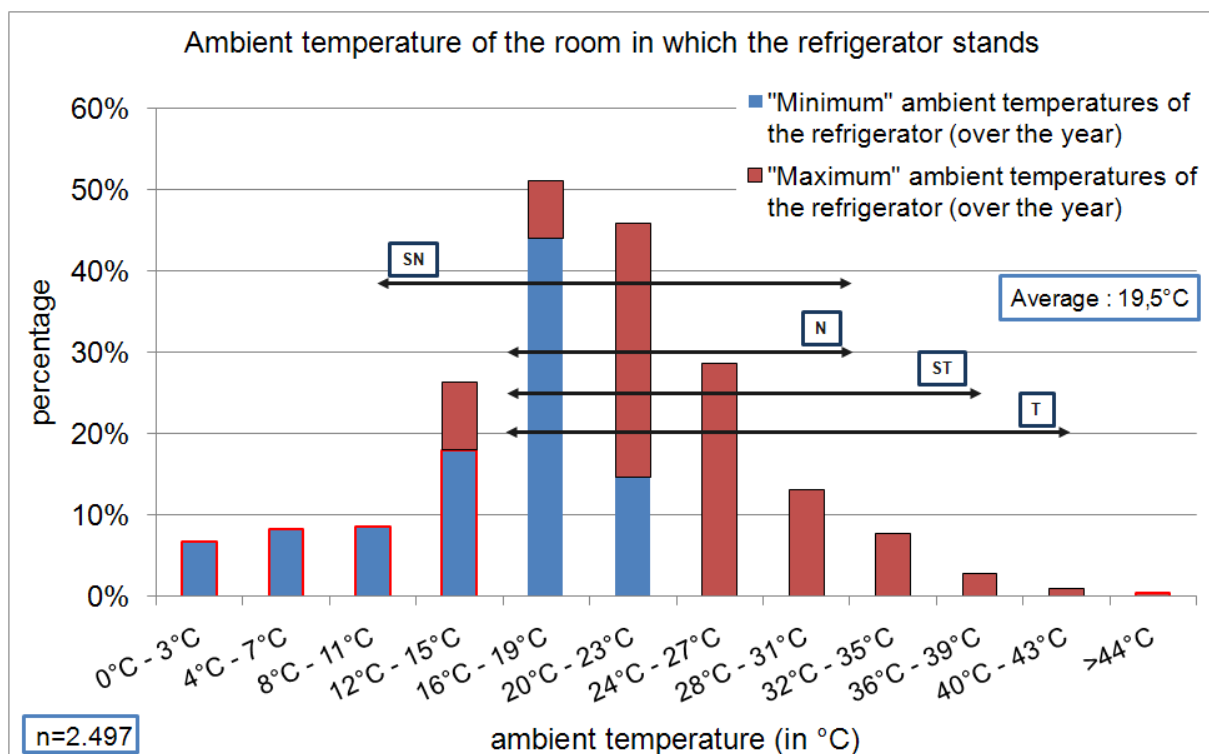 Ambient temperature of the room in which the refrigerator stands
"Minimum" ambient temperatures of
the refrigerator (over the year)
"Maximum" ambient temperatures of
the refrigerator (over the year)
60%
50%
40%
30%
20%
10%
0%
percentage
SN
N
ST
T
Average : 19,5°C
0°C - 3°C
4°C - 7°C
8°C - 11°C
12°C - 15°C
16°C - 19°C
20°C - 23°C
24°C - 27°C
28°C - 31°C
32°C - 35°C
36°C - 39°C
40°C - 43°C
>44°C
n=2.497
ambient temperature (in °C)